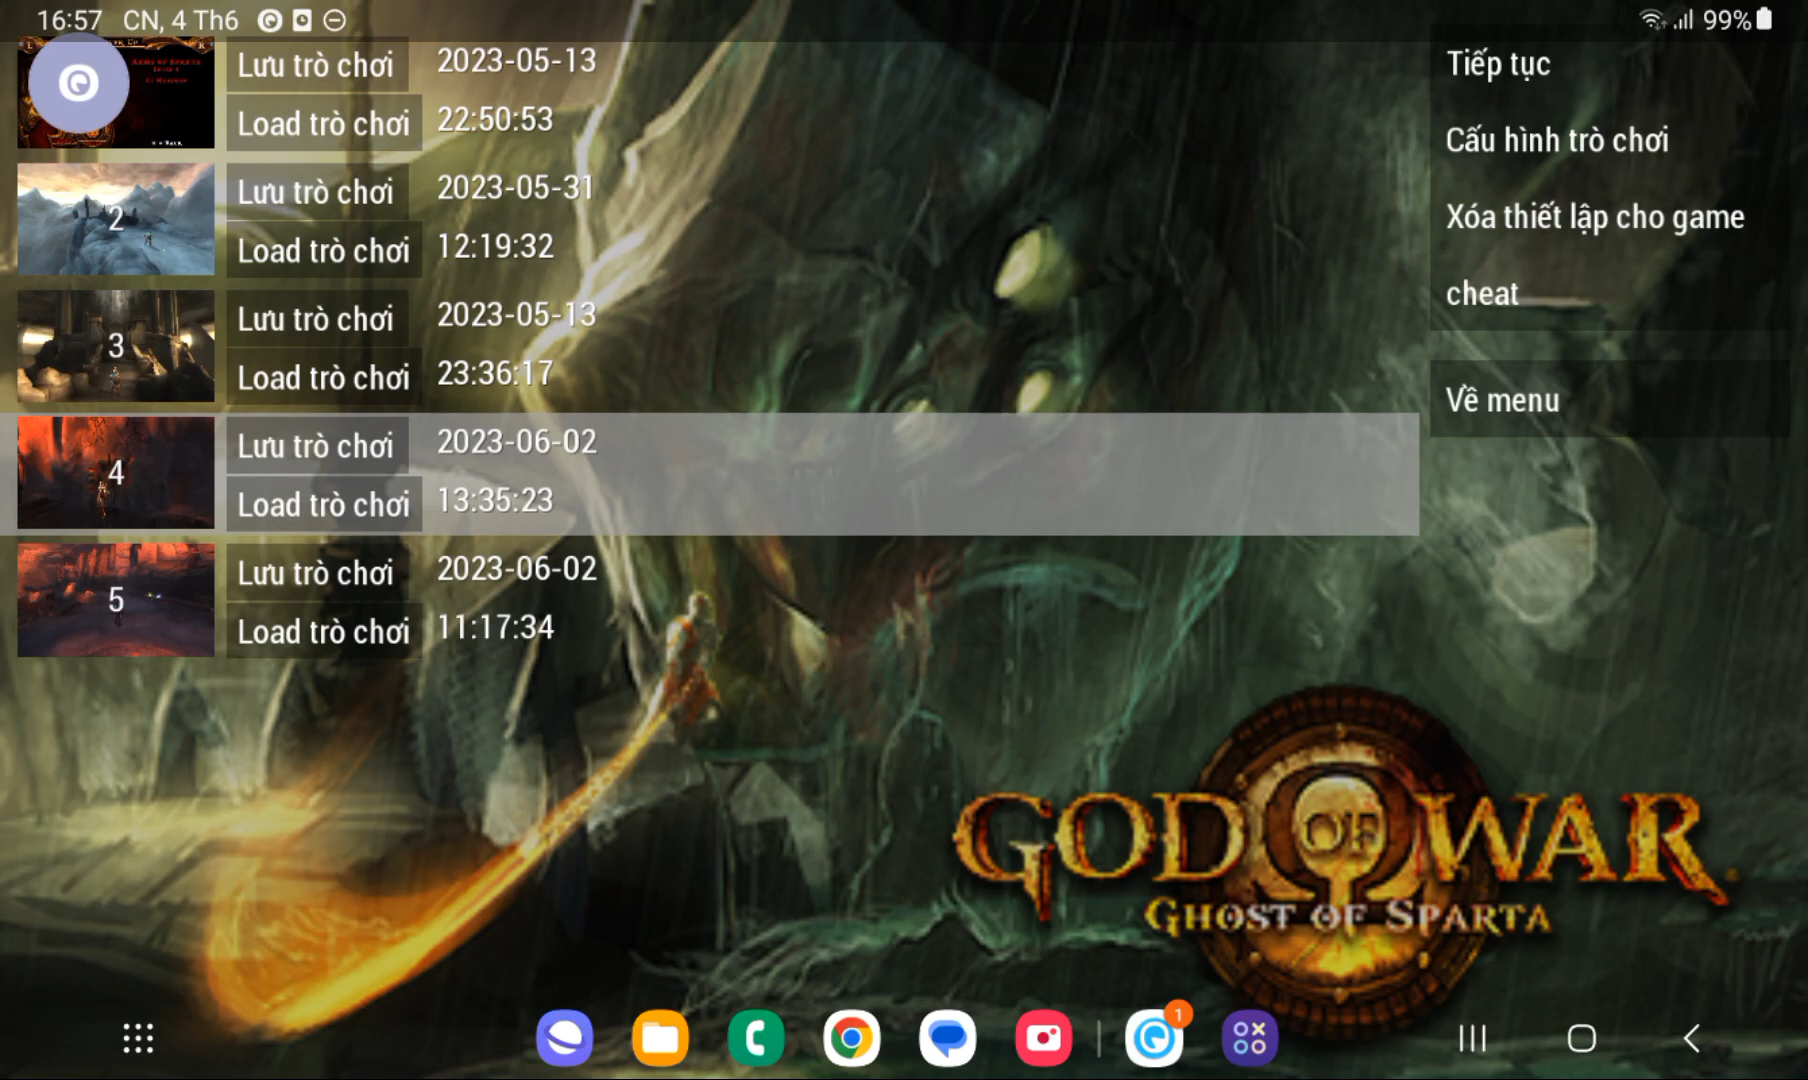 16:57 CN, 4 Th6
99%
Lưu trò chơi 2023-05-13
Load trò chơi 22:50:53
2
Lưu trò chơi 2023-05-31
Load trò chơi 12:19:32
3
Lưu trò chơi 2023-05-13
Load trò chơi 23:36:17
4
Lưu trò chơi 2023-06-02
Load trò chơi 13:35:23
5
Lưu trò chơi 2023-06-02
Load trò chơi 11:17:34
Tiếp tục
Cấu hình trò chơi
Xóa thiết lập cho game
cheat
Về menu
GOD OF WAR
GHOST OF SPARTA
1